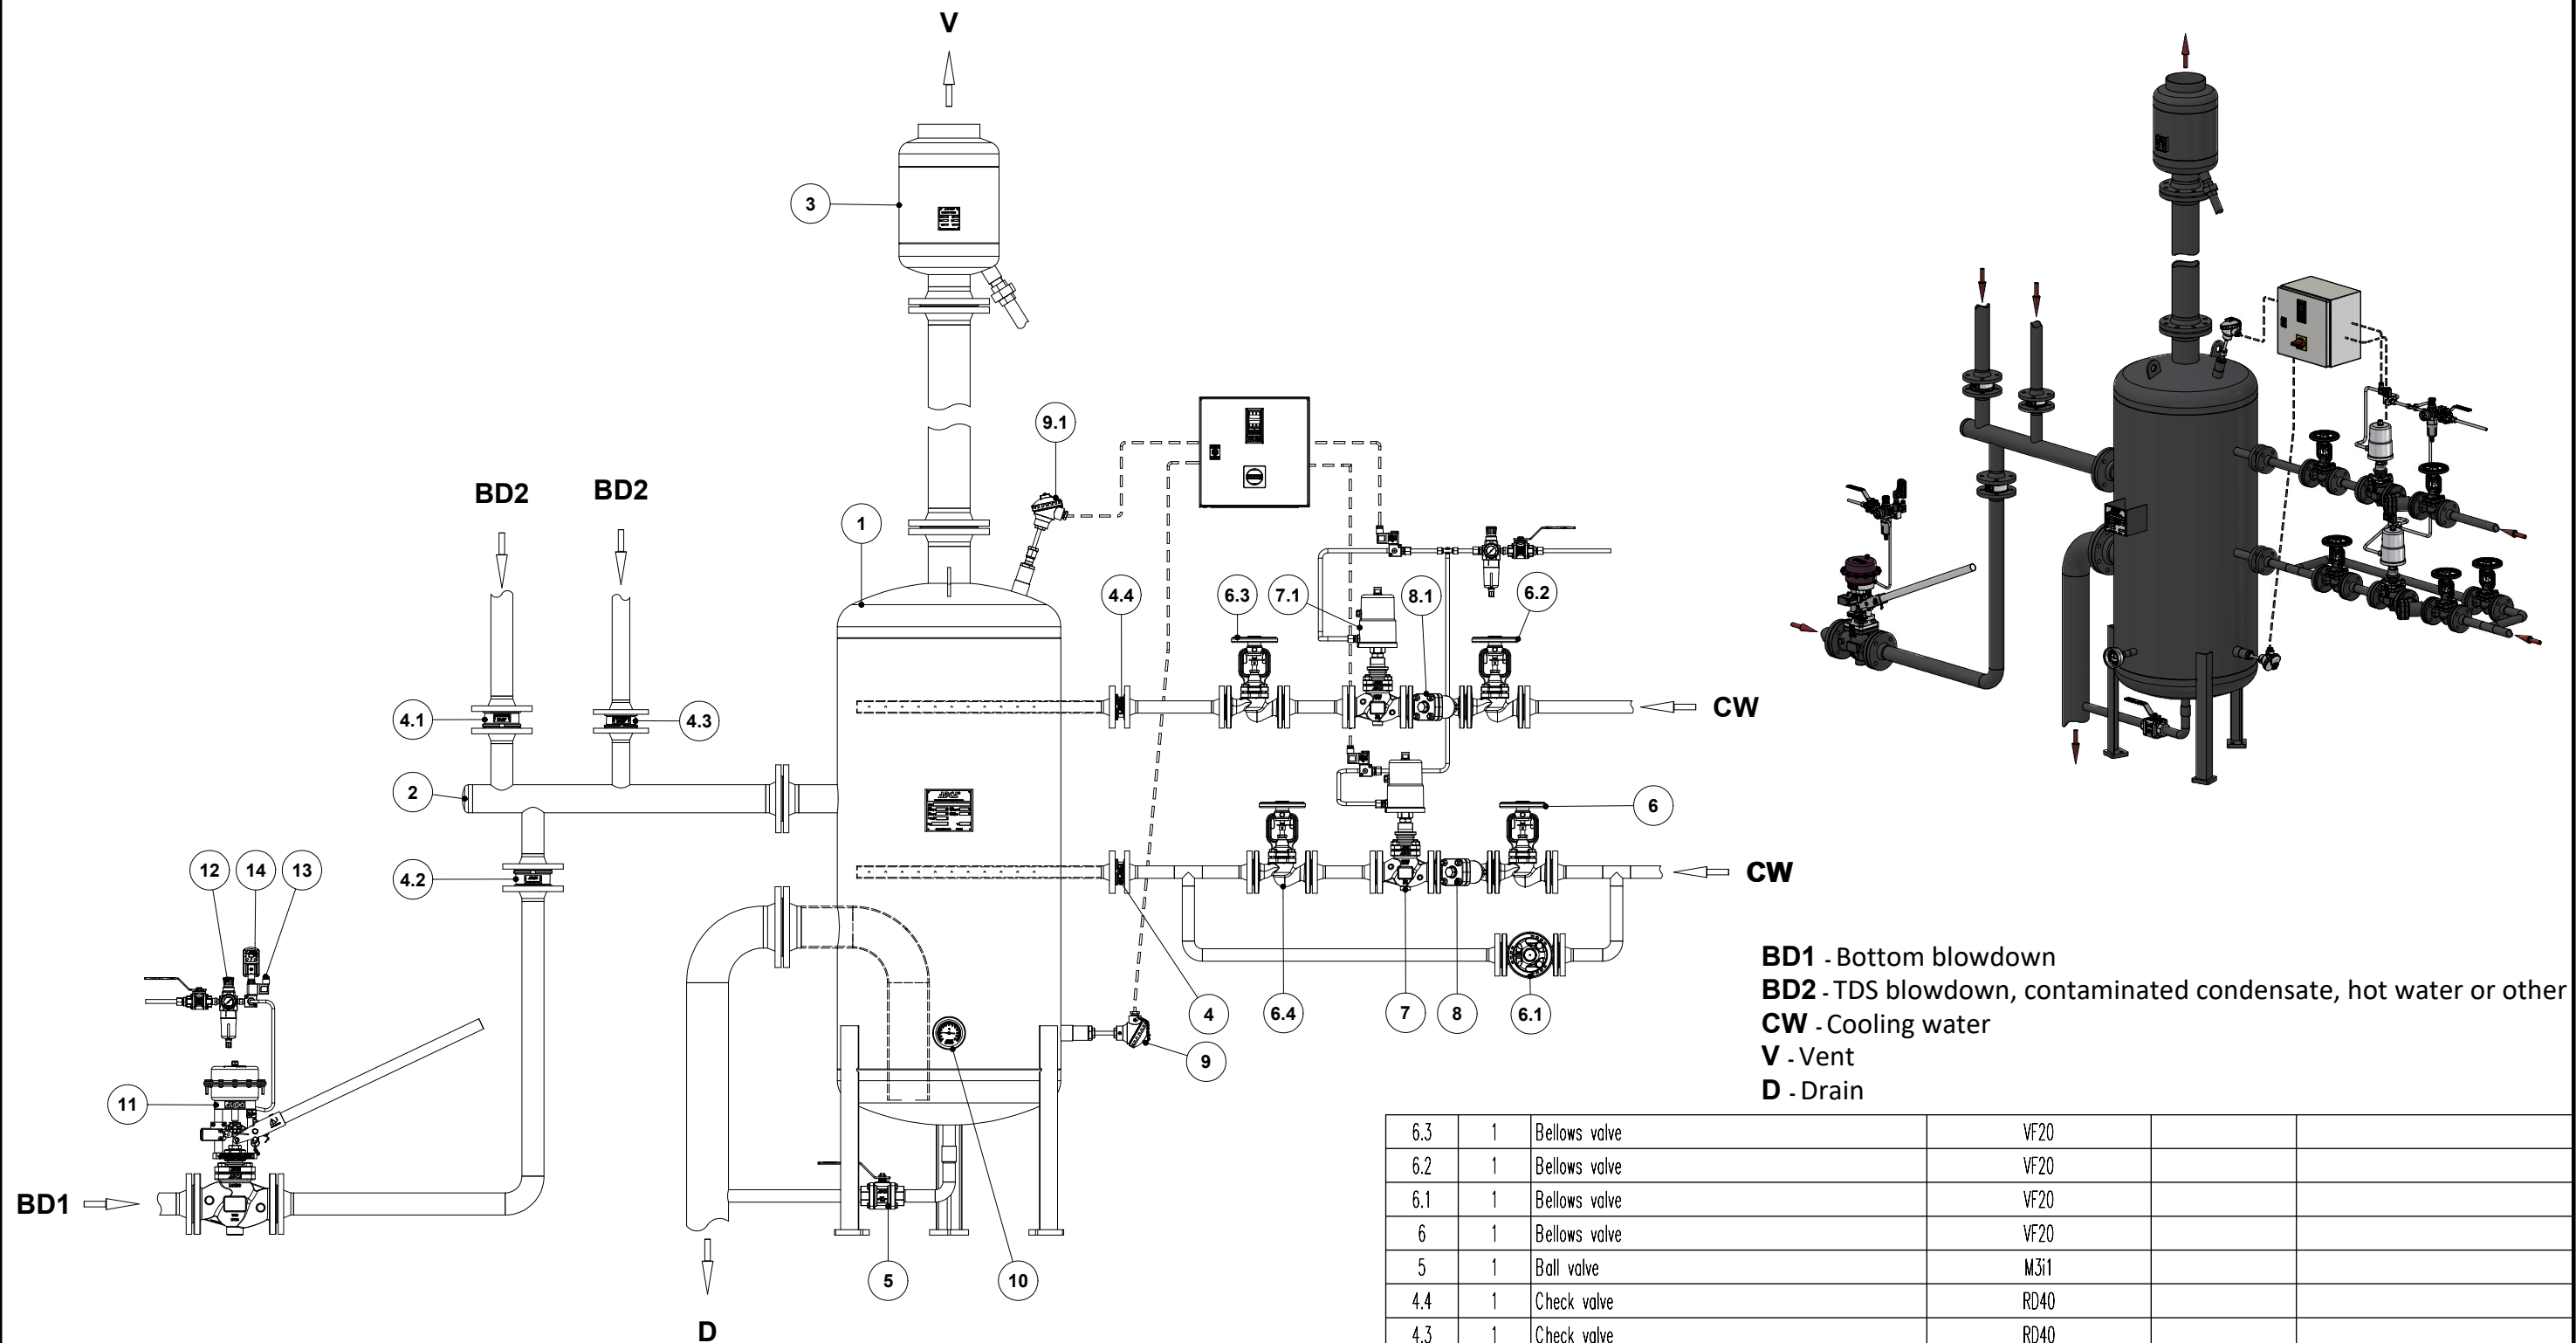 V
3
9.1
BD2
BD2
1
4.4
6.3
7.1
8.1
6.2
4.1
4.3
CW
2
6
12
14
13
4.2
CW
4
6.4
7
8
6.1
9
11
BD1
5
10
D
BD1 - Bottom blowdown
BD2 - TDS blowdown, contaminated condensate, hot water or other
CW - Cooling water
V - Vent
D - Drain
6.3 1 Bellows valve VF20
6.2 1 Bellows valve VF20
6.1 1 Bellows valve VF20
6 1 Bellows valve VF20
5 1 Ball valve M3i1
4.4 1 Check valve RD40
4.3 1 Check valve RD40